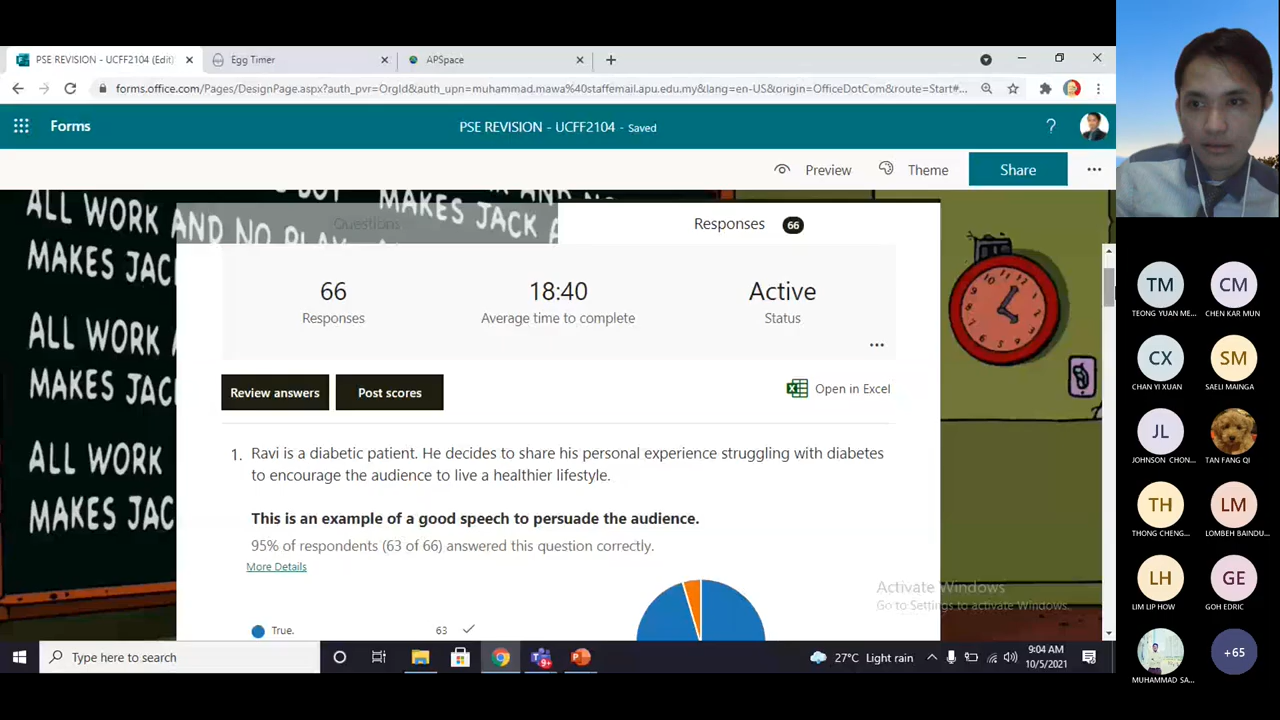 PSE REVISION - UCFF2104 (Edit)
Egg Timer
APSpace
forms.office.com/Pages/DesignPage.aspx?auth_pvr=OrgId&auth_upn=muhammad.mawa%40staffemail.apu.edu.my&lang=en-US&origin=OfficeDotCom&route=Start#...
Forms
PSE REVISION - UCFF2104 - Saved
?
Preview
Theme
Share
ALL WORK AND NO PLAY
MAKES JACK A
MAKES JAC
ALL WORK
MAKES JAC
ALL WORK
MAKES JAC
Questions
Responses 66
66
Responses
18:40
Average time to complete
Active
Status
Review answers
Post scores
Open in Excel
1. Ravi is a diabetic patient. He decides to share his personal experience struggling with diabetes
to encourage the audience to live a healthier lifestyle.
This is an example of a good speech to persuade the audience.
95% of respondents (63 of 66) answered this question correctly.
More Details
True. 63
Activate Windows
Go to Settings to activate Windows.
Type here to search
9+
27°C Light rain
9:04 AM
10/5/2021
TM
CM
TEONG YUAN ME...
CHEN KAR MUN
CX
SM
CHAN YI XUAN
SAELI MAINGA
JL
JOHNSON CHON...
TAN FANG QI
TH
LM
THONG CHENG...
LOMBEH BAINDU...
LH
GE
LIM LIP HOW
GOH EDRIC
+65
MUHAMMAD SA...